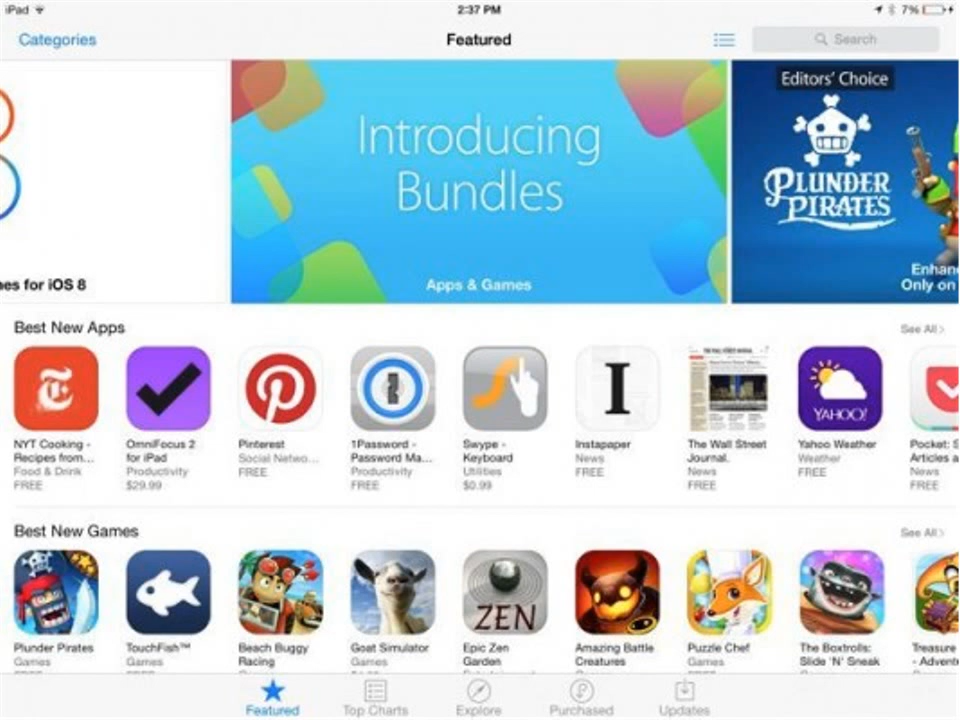 iPad
2:37 PM
7%
Categories
Featured
Search
es for iOS 8
Introducing
Bundles
Apps & Games
Editors' Choice
PLUNDER
PIRATES
Enhan
Only on
Best New Apps
See All >
NYT Cooking -
Recipes from...
Food & Drink
FREE
OmniFocus 2
for iPad
Productivity
$29.99
Pinterest
Social Netwo...
FREE
1Password -
Password Ma...
Productivity
FREE
Swype -
Keyboard
Utilities
$0.99
I
Instapaper
News
FREE
THE WALL STREET JOURNAL.
The Wall Street
Journal.
News
FREE
YAHOO!
Yahoo Weather
Weather
FREE
Pocket: S
Articles a
News
FREE
Best New Games
See All >
Plunder Pirates
Games
TouchFish™
Games
Beach Buggy
Racing
Goat Simulator
Games
ZEN
Epic Zen
Garden
Amazing Battle
Creatures
Puzzle Chef
Games
The Boxtrolls:
Slide 'N' Sneak
Treasure
- Advent
Featured
Top Charts
Explore
Purchased
Updates